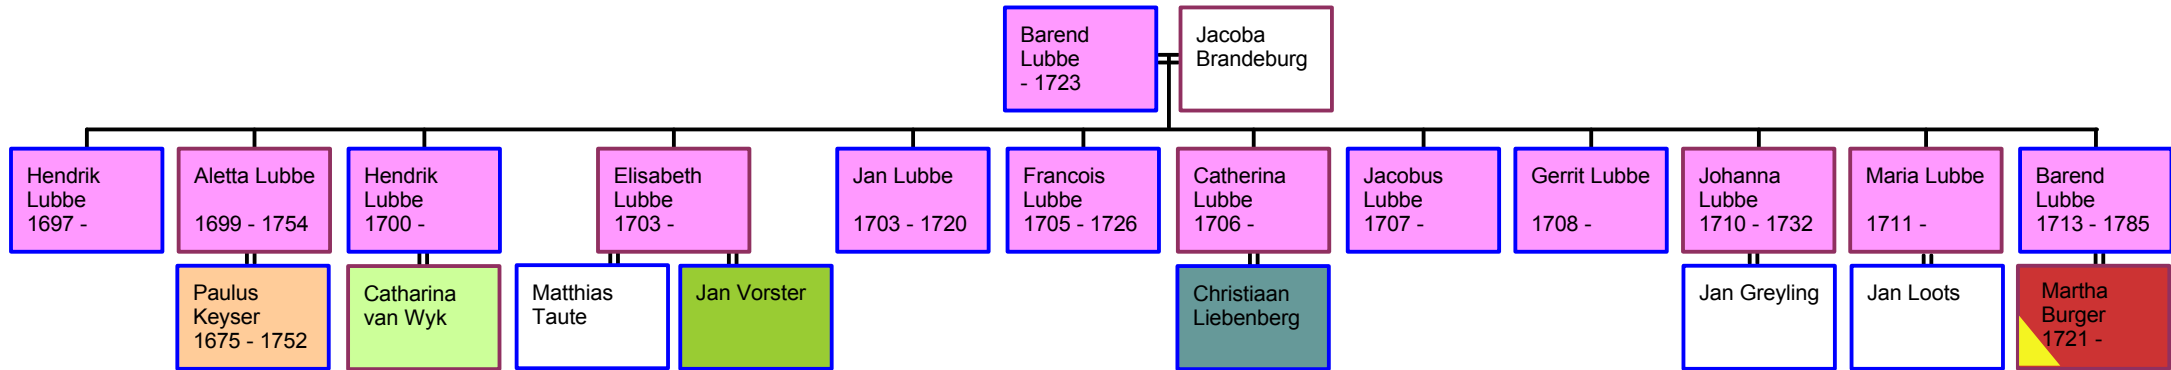 Barend
Lubbe
- 1723
Jacoba
Brandeburg
Hendrik
Lubbe
1697 -
Aletta Lubbe
1699 - 1754
Hendrik
Lubbe
1700 -
Elisabeth
Lubbe
1703 -
Jan Lubbe
1703 - 1720
Francois
Lubbe
1705 - 1726
Catherina
Lubbe
1706 -
Jacobus
Lubbe
1707 -
Gerrit Lubbe
1708 -
Johanna
Lubbe
1710 - 1732
Maria Lubbe
1711 -
Barend
Lubbe
1713 - 1785
Paulus
Keyser
1675 - 1752
Catharina
van Wyk
Matthias
Taute
Jan Vorster
Christiaan
Liebenberg
Jan Greyling
Jan Loots
Martha
Burger
1721 -